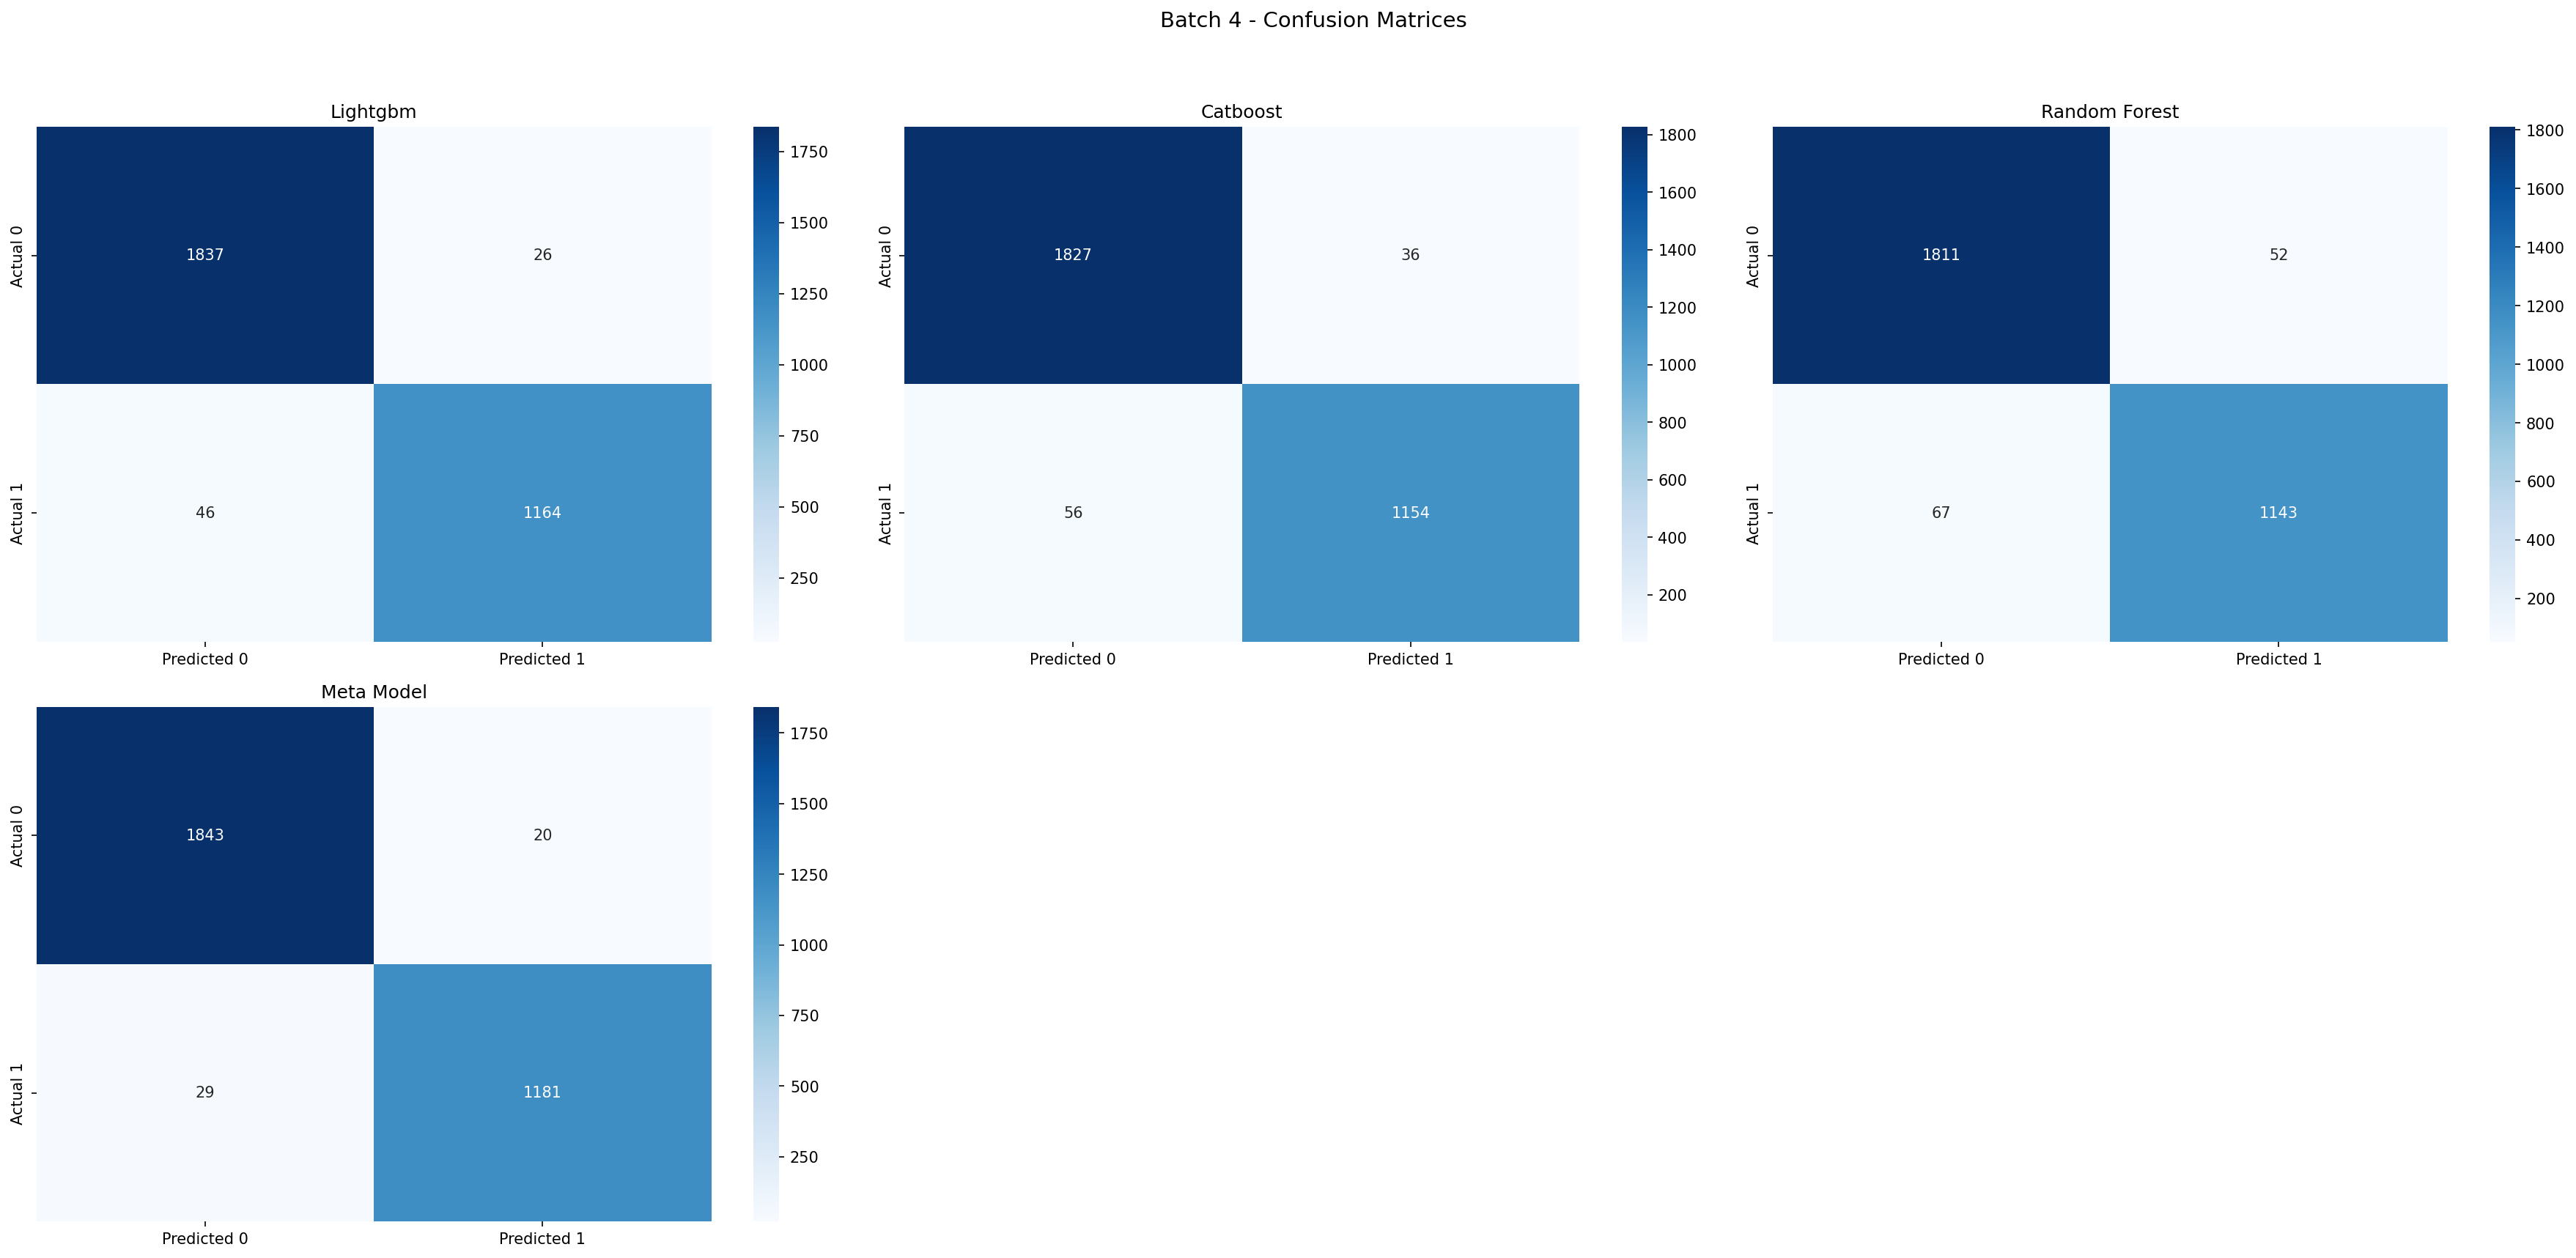 Batch 4 - Confusion Matrices
Lightgbm
Actual 0
1837
26
Actual 1
46
1164
Predicted 0
Predicted 1
1750
1500
1250
1000
750
500
250
Catboost
Actual 0
1827
36
Actual 1
56
1154
Predicted 0
Predicted 1
1800
1600
1400
1200
1000
800
600
400
200
Random Forest
Actual 0
1811
52
Actual 1
67
1143
Predicted 0
Predicted 1
1800
1600
1400
1200
1000
800
600
400
200
Meta Model
Actual 0
1843
20
Actual 1
29
1181
Predicted 0
Predicted 1
1750
1500
1250
1000
750
500
250